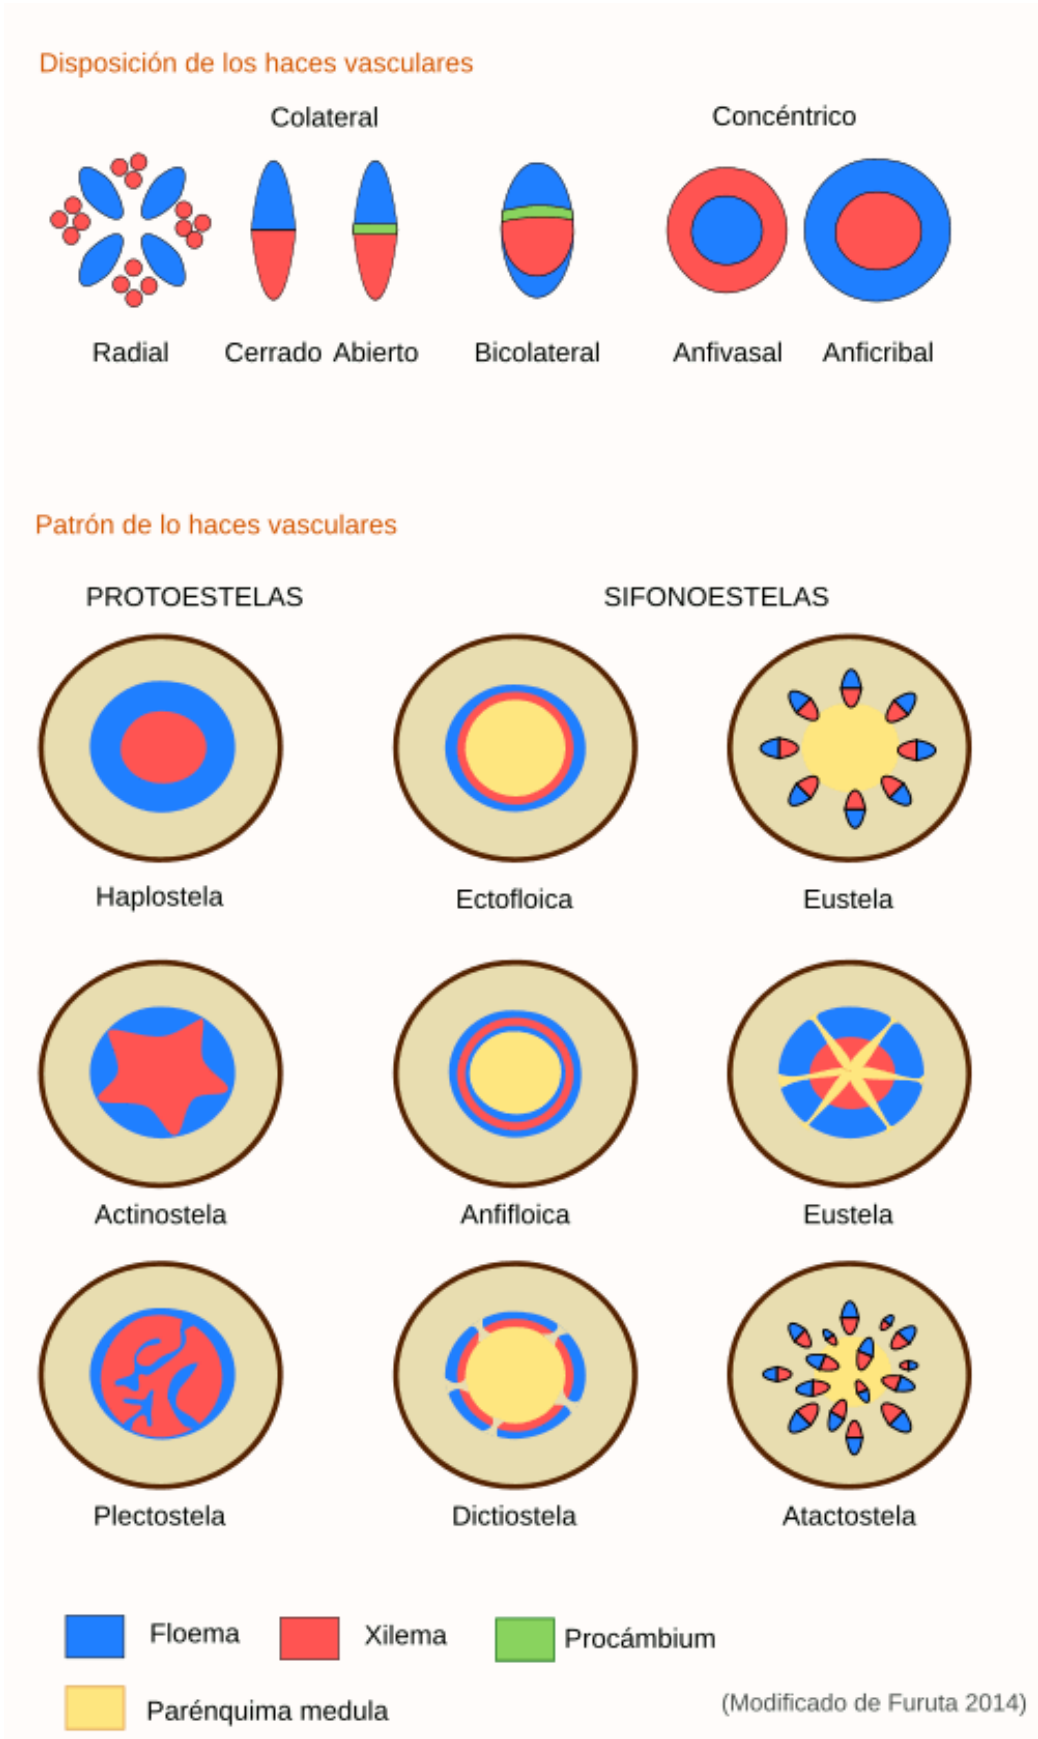 Disposición de los haces vasculares
Colateral
Concéntrico
Radial
Cerrado
Abierto
Bicolateral
Anfivasal
Anficribal
Patrón de lo haces vasculares
PROTOESTELAS
SIFONOESTELAS
Haplostela
Ectofloica
Eustela
Actinostela
Anfifloica
Eustela
Plectostela
Dictiostela
Atactostela
Floema
Xilema
Procámbium
Parénquima medula
(Modificado de Furuta 2014)